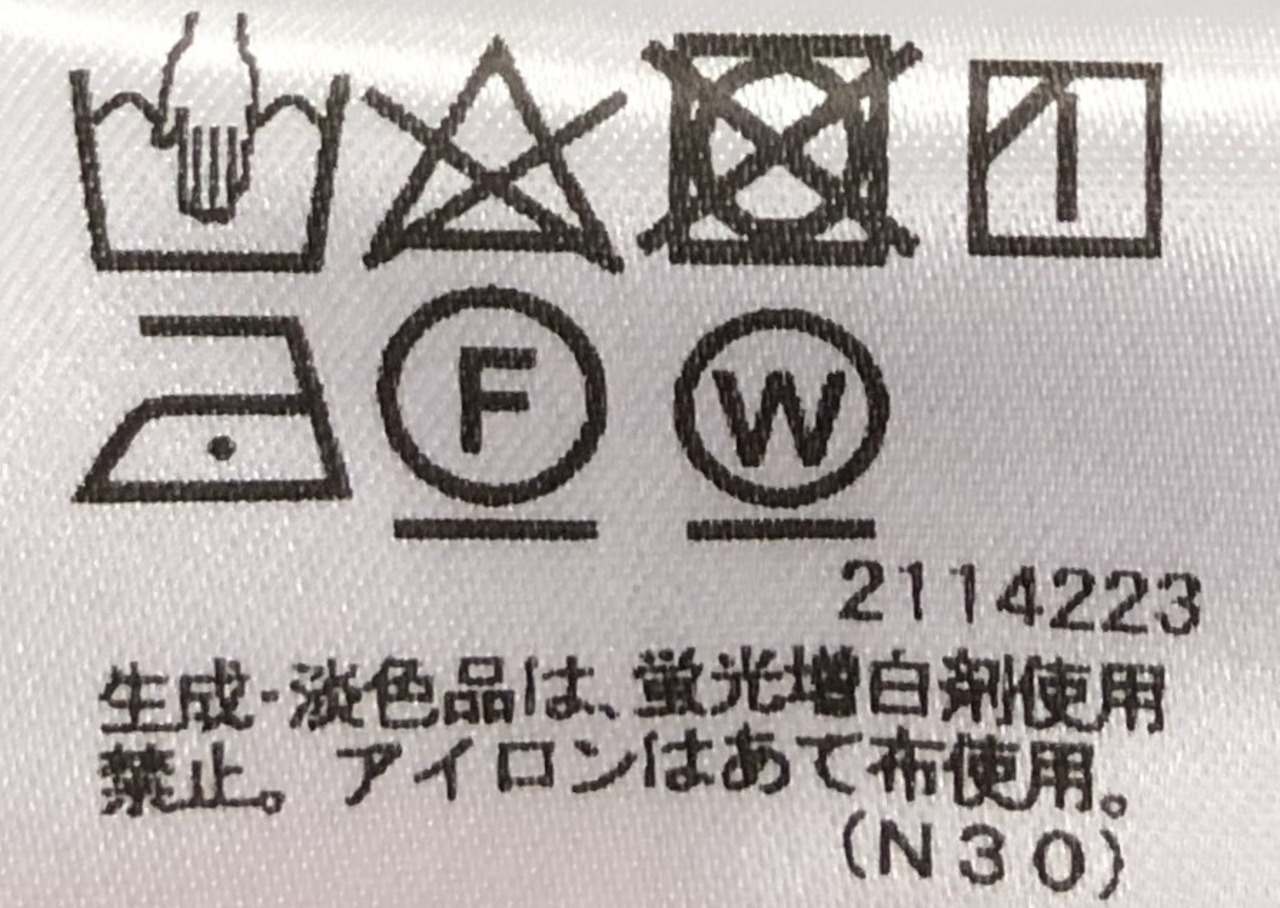 F
W
2114223
生成・淡色品は、蛍光増白剤使用
禁止。アイロンはあて布使用。
(N30)